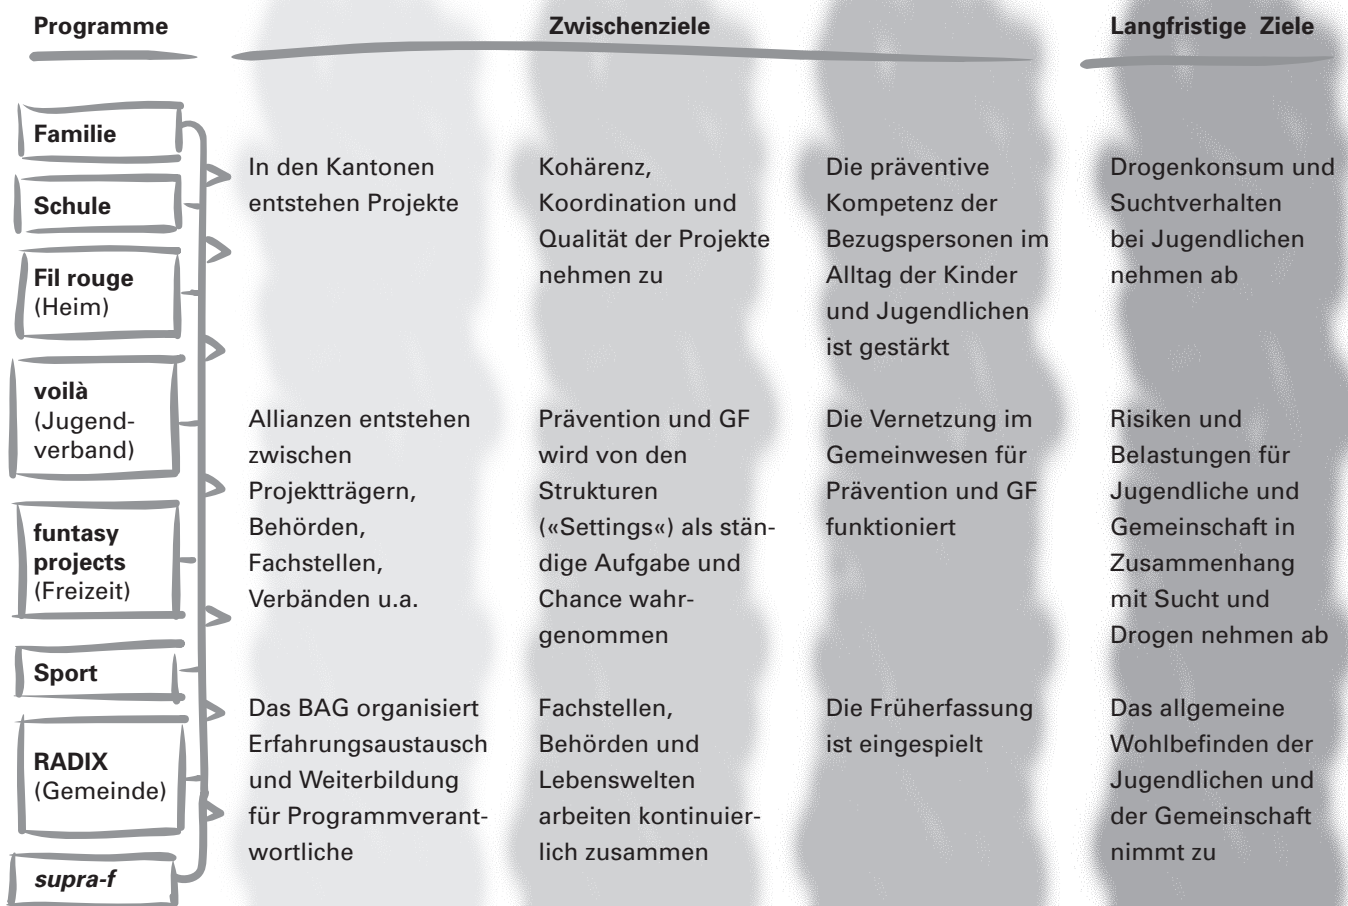 Programme
Zwischenziele
Langfristige Ziele
Familie
Schule
Fil rouge
(Heim)
voilà
(Jugend-
verband)
funtasy
projects
(Freizeit)
Sport
RADIX
(Gemeinde)
supra-f
In den Kantonen
entstehen Projekte
Allianzen entstehen
zwischen
Projektträgern,
Behörden,
Fachstellen,
Verbänden u.a.
Das BAG organisiert
Erfahrungsaustausch
und Weiterbildung
für Programmverant-
wortliche
Kohärenz,
Koordination und
Qualität der Projekte
nehmen zu
Prävention und GF
wird von den
Strukturen
(«Settings«) als stän-
dige Aufgabe und
Chance wahr-
genommen
Fachstellen,
Behörden und
Lebenswelten
arbeiten kontinuier-
lich zusammen
Die präventive
Kompetenz der
Bezugspersonen im
Alltag der Kinder
und Jugendlichen
ist gestärkt
Die Vernetzung im
Gemeinwesen für
Prävention und GF
funktioniert
Die Früherfassung
ist eingespielt
Drogenkonsum und
Suchtverhalten
bei Jugendlichen
nehmen ab
Risiken und
Belastungen für
Jugendliche und
Gemeinschaft in
Zusammenhang
mit Sucht und
Drogen nehmen ab
Das allgemeine
Wohlbefinden der
Jugendlichen und
der Gemeinschaft
nimmt zu